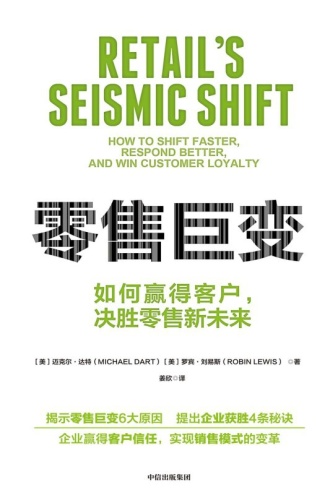 RETAIL'S
SEISMIC SHIFT
HOW TO SHIFT FASTER,
RESPOND BETTER,
AND WIN CUSTOMER LOYALTY
零售巨变
如何赢得客户，
决胜零售新未来
［美］迈克尔·达特（MICHAEL DART）［美］罗宾·刘易斯（ROBIN LEWIS） 著
姜欣 译
揭示零售巨变6大原因 提出企业获胜4条秘诀
企业赢得客户信任，实现销售模式的变革
中信出版集团